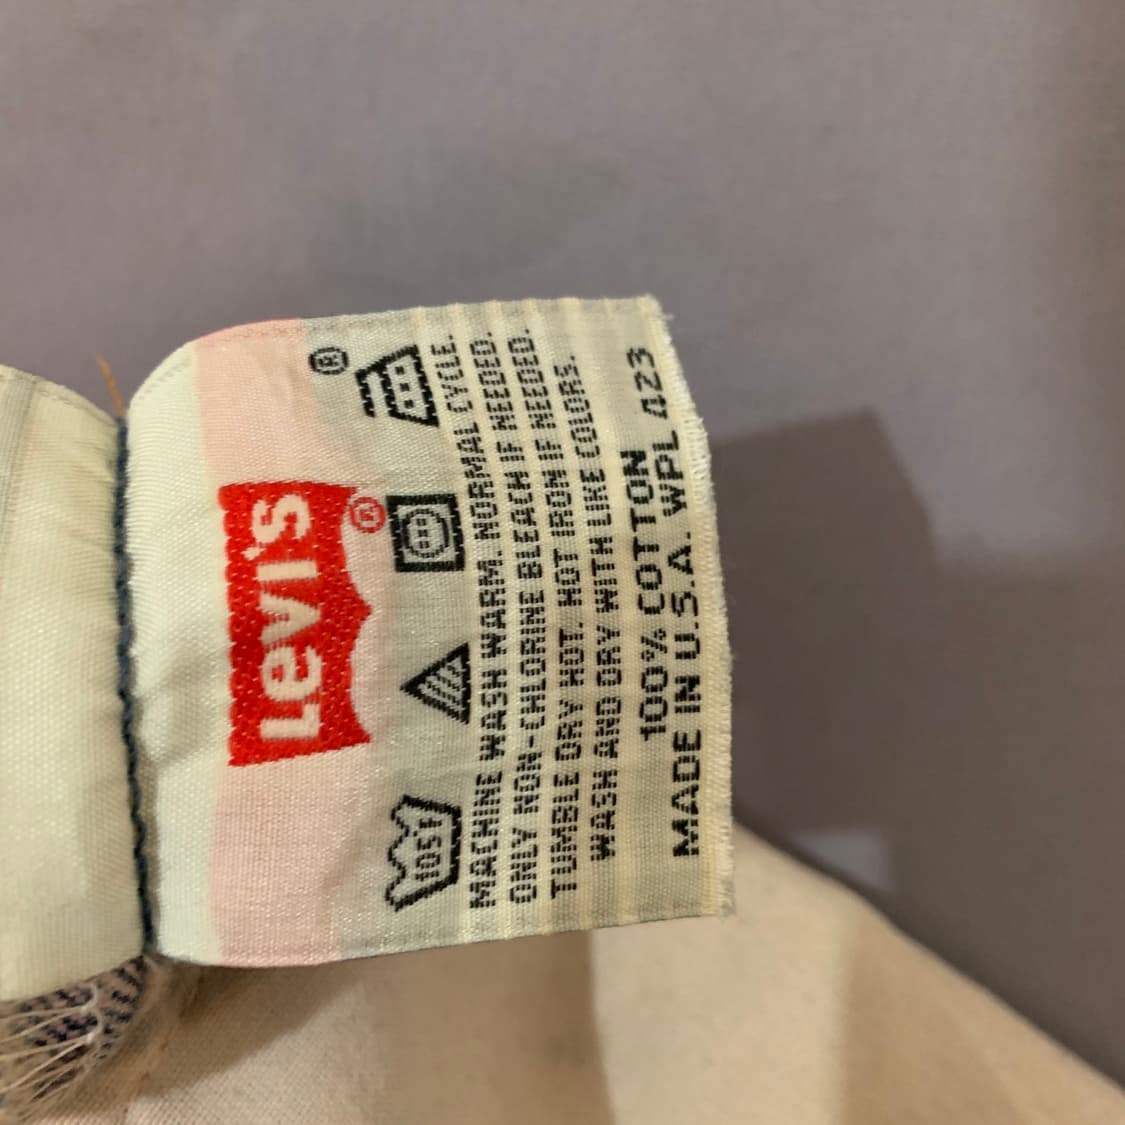 Levi's®
®
105F
MACHINE WASH WARM. NORMAL CYCLE.
ONLY NON-CHLORINE BLEACH IF NEEDED.
TUMBLE DRY HOT. HOT IRON IF NEEDED.
WASH AND DRY WITH LIKE COLORS.
100% COTTON
MADE IN U.S.A. WPL 423